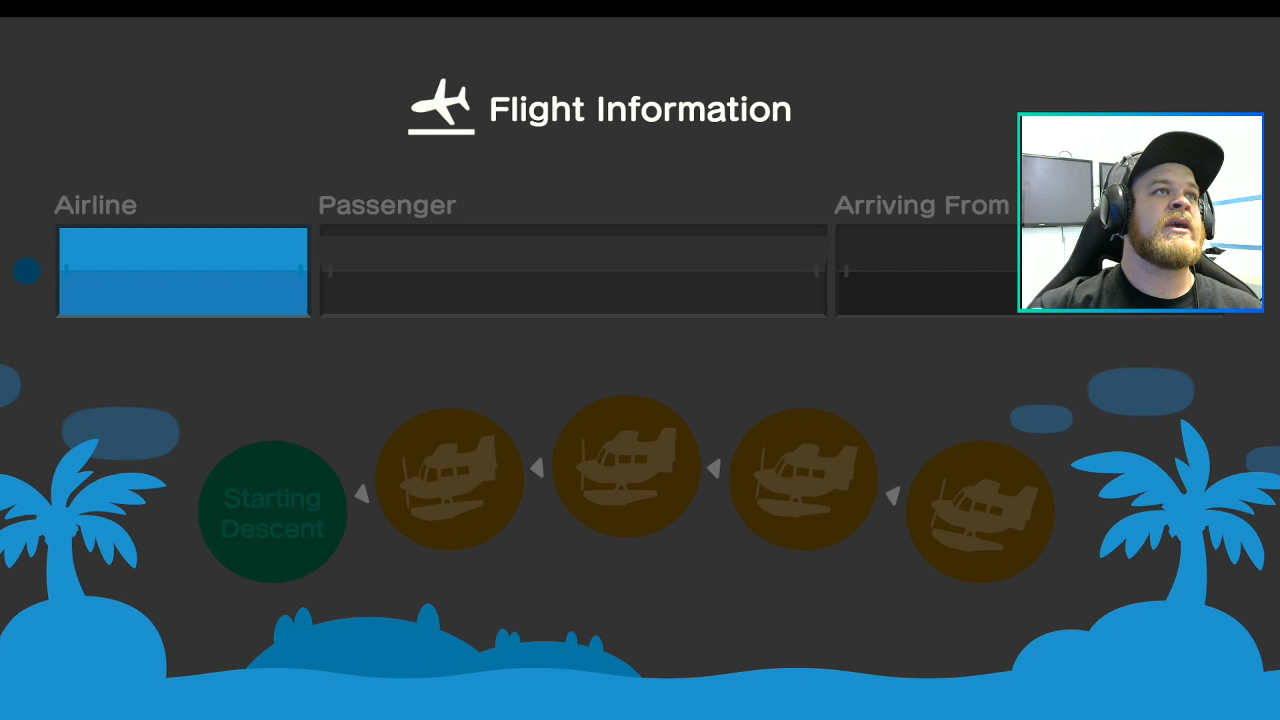 Flight Information
Airline
Passenger
Arriving From
Starting
Descent